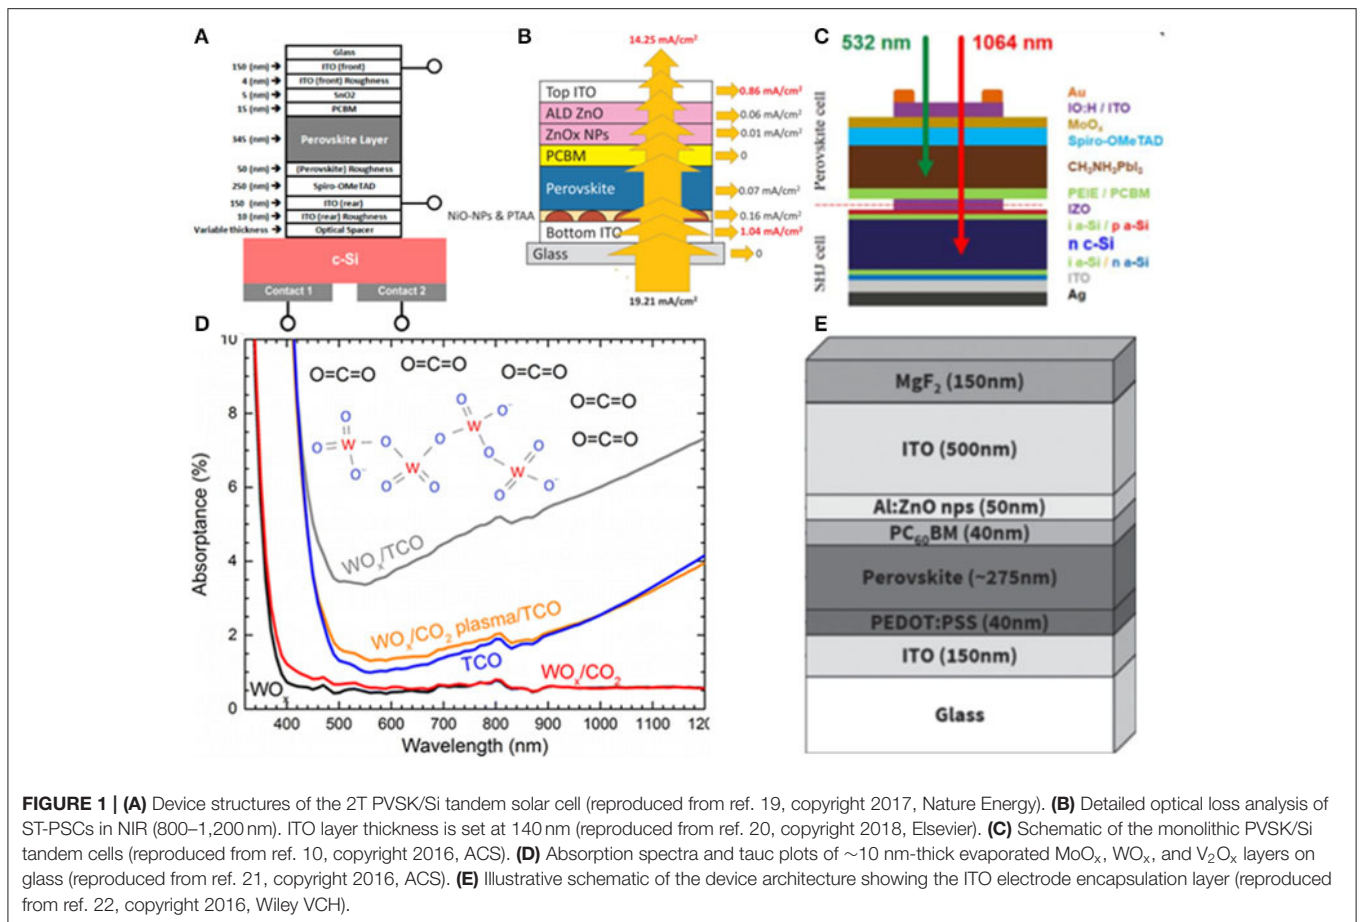 A
Glass
150 (nm)
ITO (front)
4 (nm)
ITO (front) Roughness
5 (nm)
SnO2
15 (nm)
PCBM
345 (nm)
Perovskite Layer
50 (nm)
(Perovskite) Roughness
250 (nm)
Spiro-OMeTAD
150 (nm)
ITO (rear)
10 (nm)
ITO (rear) Roughness
Variable thickness
Optical Spacer
c-Si
Contact 1
Contact 2
B
14.25 mA/cm²
Top ITO
0.86 mA/cm²
ALD ZnO
0.06 mA/cm²
ZnOx NPs
0.01 mA/cm²
PCBM
0
Perovskite
0.07 mA/cm²
NiO-NPs & PTAA
0.16 mA/cm²
Bottom ITO
1.04 mA/cm²
Glass
0
19.21 mA/cm²
C
532 nm
1064 nm
Perovskite cell
SHJ cell
Au
IO:H / ITO
MoOₓ
Spiro-OMeTAD
CH₃NH₃PbI₃
PEIE / PCBM
IZO
i a-Si / p a-Si
n c-Si
i a-Si / n a-Si
ITO
Ag
D
Absorptance (%)
10
8
6
4
2
0
O=C=O
O=C=O
O=C=O
O=C=O
O=C=O
O
O
W
O⁻
O
W
O
O
O
O
W
O⁻
O
O
W
O
O⁻
WOₓ/TCO
WOₓ/CO₂ plasma/TCO
TCO
WOₓ/CO₂
WOₓ
400 500 600 700 800 900 1000 1100 120
Wavelength (nm)
E
MgF₂ (150nm)
ITO (500nm)
Al:ZnO nps (50nm)
PC₆₀BM (40nm)
Perovskite (~275nm)
PEDOT:PSS (40nm)
ITO (150nm)
Glass
FIGURE 1 | (A) Device structures of the 2T PVSK/Si tandem solar cell (reproduced from ref. 19, copyright 2017, Nature Energy). (B) Detailed optical loss analysis of
ST-PSCs in NIR (800–1,200 nm). ITO layer thickness is set at 140 nm (reproduced from ref. 20, copyright 2018, Elsevier). (C) Schematic of the monolithic PVSK/Si
tandem cells (reproduced from ref. 10, copyright 2016, ACS). (D) Absorption spectra and tauc plots of ~10 nm-thick evaporated MoOₓ, WOₓ, and V₂Oₓ layers on
glass (reproduced from ref. 21, copyright 2016, ACS). (E) Illustrative schematic of the device architecture showing the ITO electrode encapsulation layer (reproduced
from ref. 22, copyright 2016, Wiley VCH).